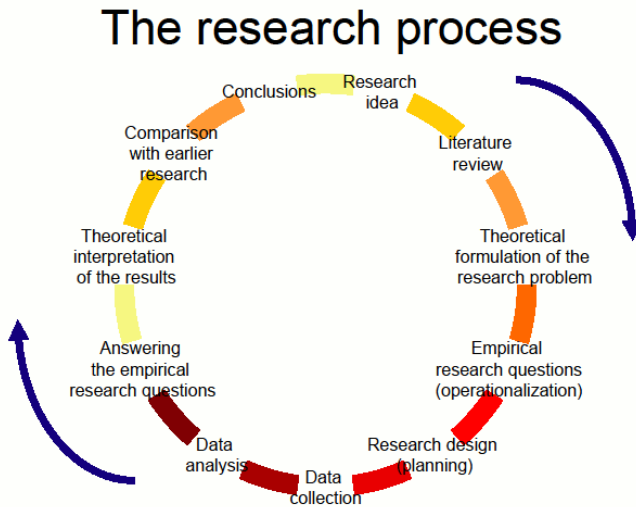 The research process
Research
idea
Literature
review
Theoretical
formulation of the
research problem
Empirical
research questions
(operationalization)
Research design
(planning)
Data
collection
Data
analysis
Answering
the empirical
research questions
Theoretical
interpretation
of the results
Comparison
with earlier
research
Conclusions